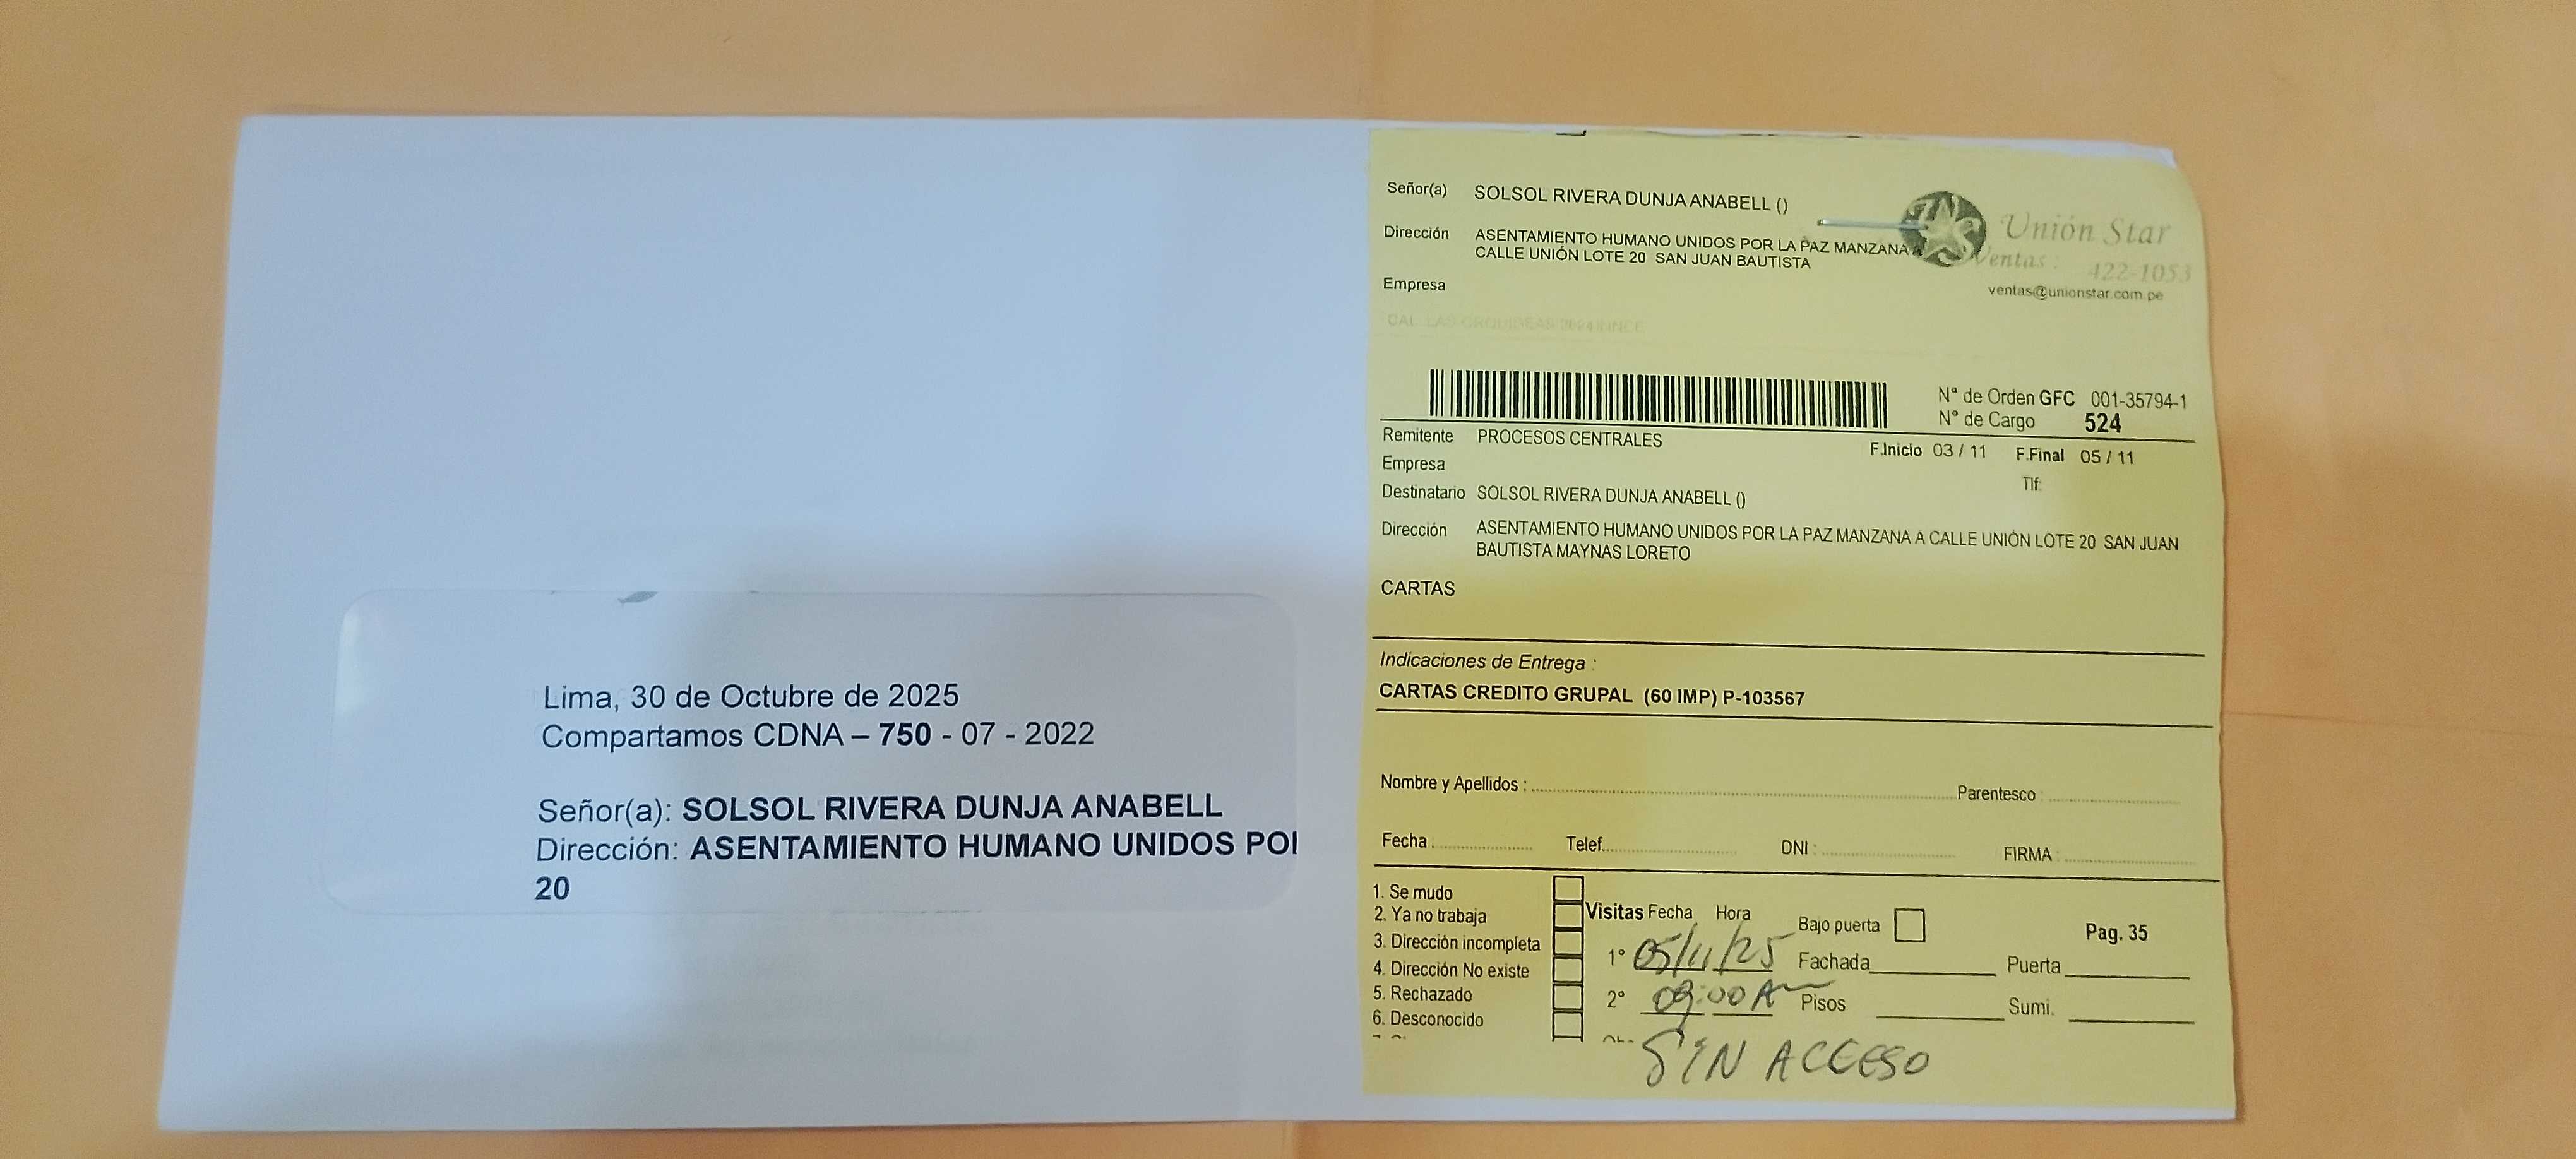 Lima, 30 de Octubre de 2025
Compartamos CDNA – 750 - 07 - 2022
Señor(a): SOLSOL RIVERA DUNJA ANABELL
Dirección: ASENTAMIENTO HUMANO UNIDOS POI
20
Señor(a) SOLSOL RIVERA DUNJA ANABELL ()
Dirección ASENTAMIENTO HUMANO UNIDOS POR LA PAZ MANZANA A
CALLE UNIÓN LOTE 20 SAN JUAN BAUTISTA
Empresa
Unión Star
Ventas : 422-1053
ventas@unionstar.com.pe
CAL. LAS ORQUIDEAS
N° de Orden GFC 001-35794-1
N° de Cargo 524
Remitente PROCESOS CENTRALES
F.Inicio 03 / 11 F.Final 05 / 11
Empresa
Tlf:
Destinatario SOLSOL RIVERA DUNJA ANABELL ()
Dirección ASENTAMIENTO HUMANO UNIDOS POR LA PAZ MANZANA A CALLE UNIÓN LOTE 20 SAN JUAN
BAUTISTA MAYNAS LORETO
CARTAS
Indicaciones de Entrega :
CARTAS CREDITO GRUPAL (60 IMP) P-103567
Nombre y Apellidos : Parentesco :
Fecha Telef. DNI : FIRMA :
1. Se mudo
2. Ya no trabaja
3. Dirección incompleta
4. Dirección No existe
5. Rechazado
6. Desconocido
Visitas Fecha Hora Bajo puerta Pag. 35
1° 05/11/25 Fachada Puerta
2° 09:00 Am Pisos Sumi.
SIN ACCESO